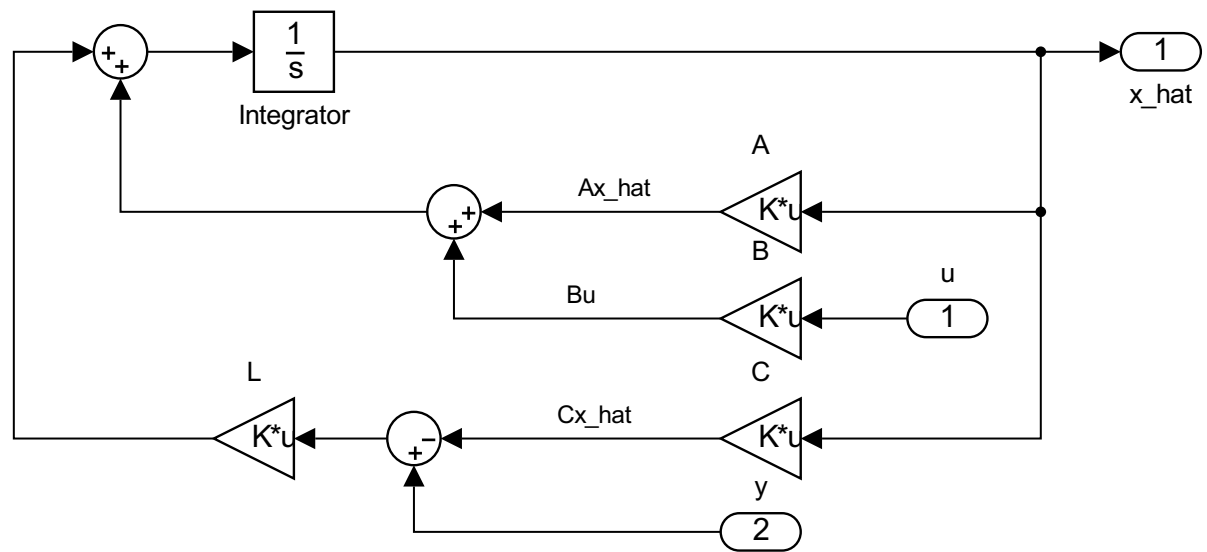 1
s
Integrator
1
x_hat
A
Ax_hat
K*u
B
u
Bu
K*u
1
L
C
Cx_hat
K*u
K*u
y
2
+
+
+
+
−
+